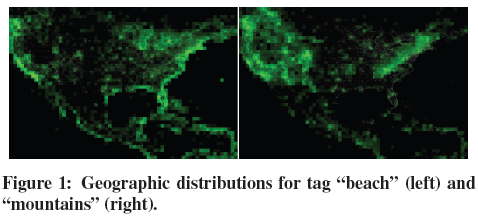 Figure 1: Geographic distributions for tag “beach” (left) and
“mountains” (right).